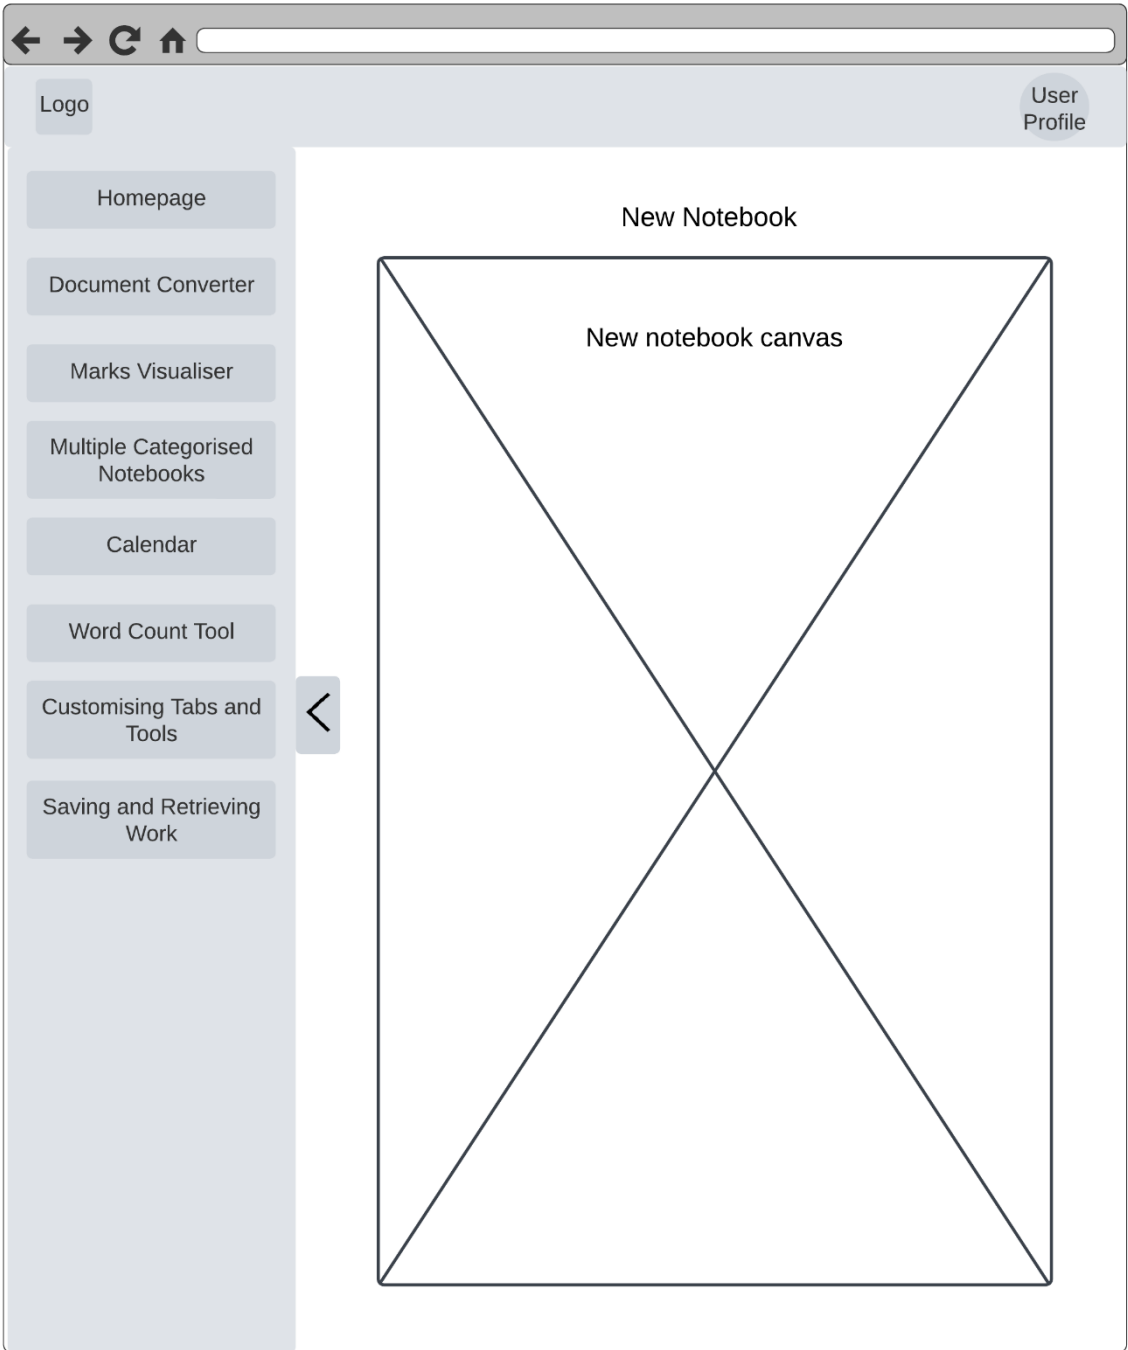 Logo
User
Profile
Homepage
Document Converter
Marks Visualiser
Multiple Categorised
Notebooks
Calendar
Word Count Tool
Customising Tabs and
Tools
Saving and Retrieving
Work
New Notebook
New notebook canvas